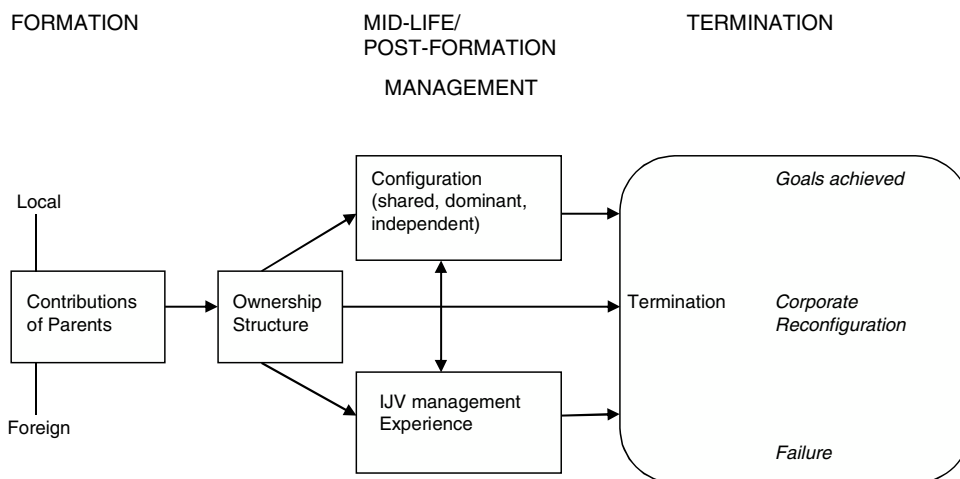 FORMATION
MID-LIFE/
POST-FORMATION
MANAGEMENT
TERMINATION
Local
Contributions
of Parents
Foreign
Ownership
Structure
Configuration
(shared, dominant,
independent)
IJV management
Experience
Termination
Goals achieved
Corporate
Reconfiguration
Failure